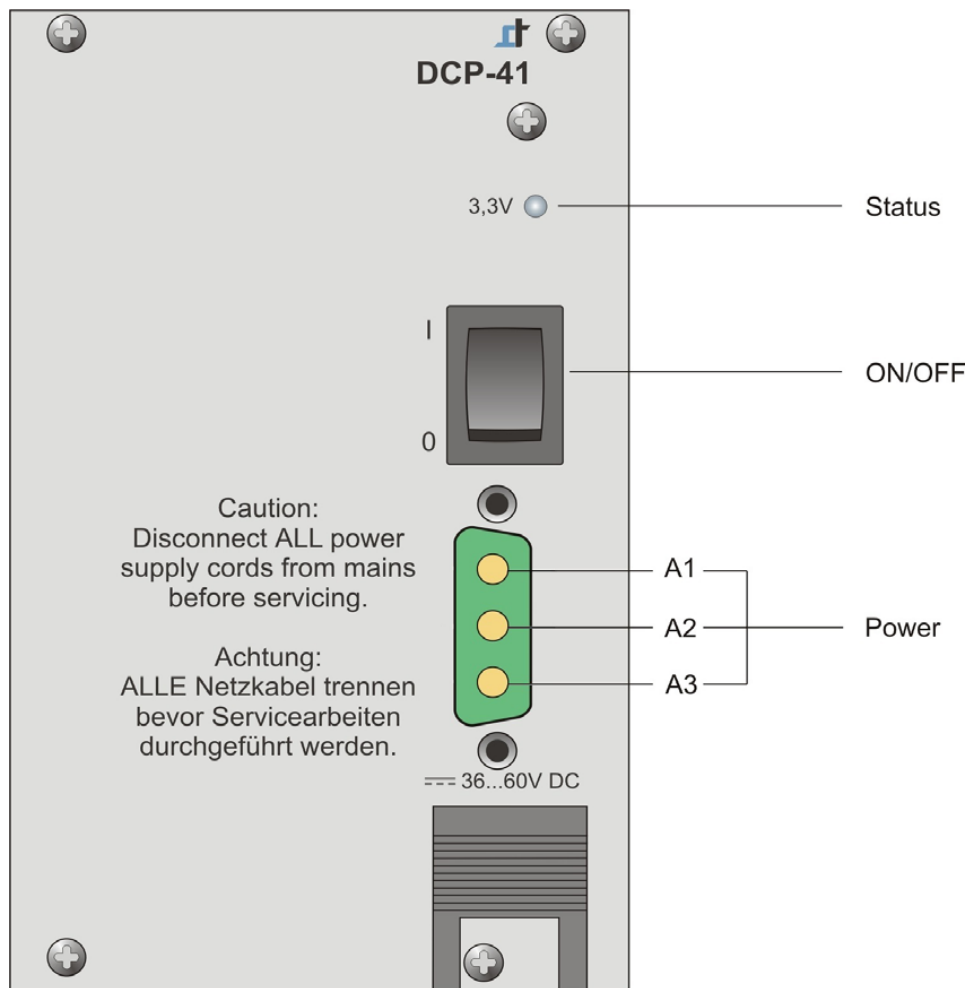 DCP-41
3,3V
Status
I
ON/OFF
0
Caution:
Disconnect ALL power
supply cords from mains
before servicing.
Achtung:
ALLE Netzkabel trennen
bevor Servicearbeiten
durchgeführt werden.
A1
A2
A3
Power
36...60V DC